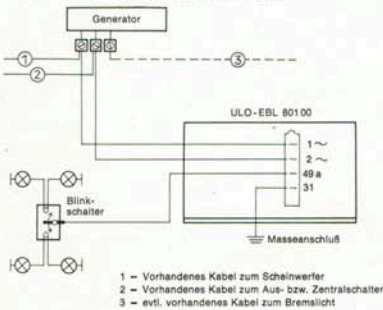 Generator
1
2
3
ULO-EBL 80100
1 ~
2 ~
49 a
31
Blink-
schalter
Masseanschluß
1 – Vorhandenes Kabel zum Scheinwerfer
2 – Vorhandenes Kabel zum Aus- bzw. Zentralschalter
3 – evtl. vorhandenes Kabel zum Bremslicht